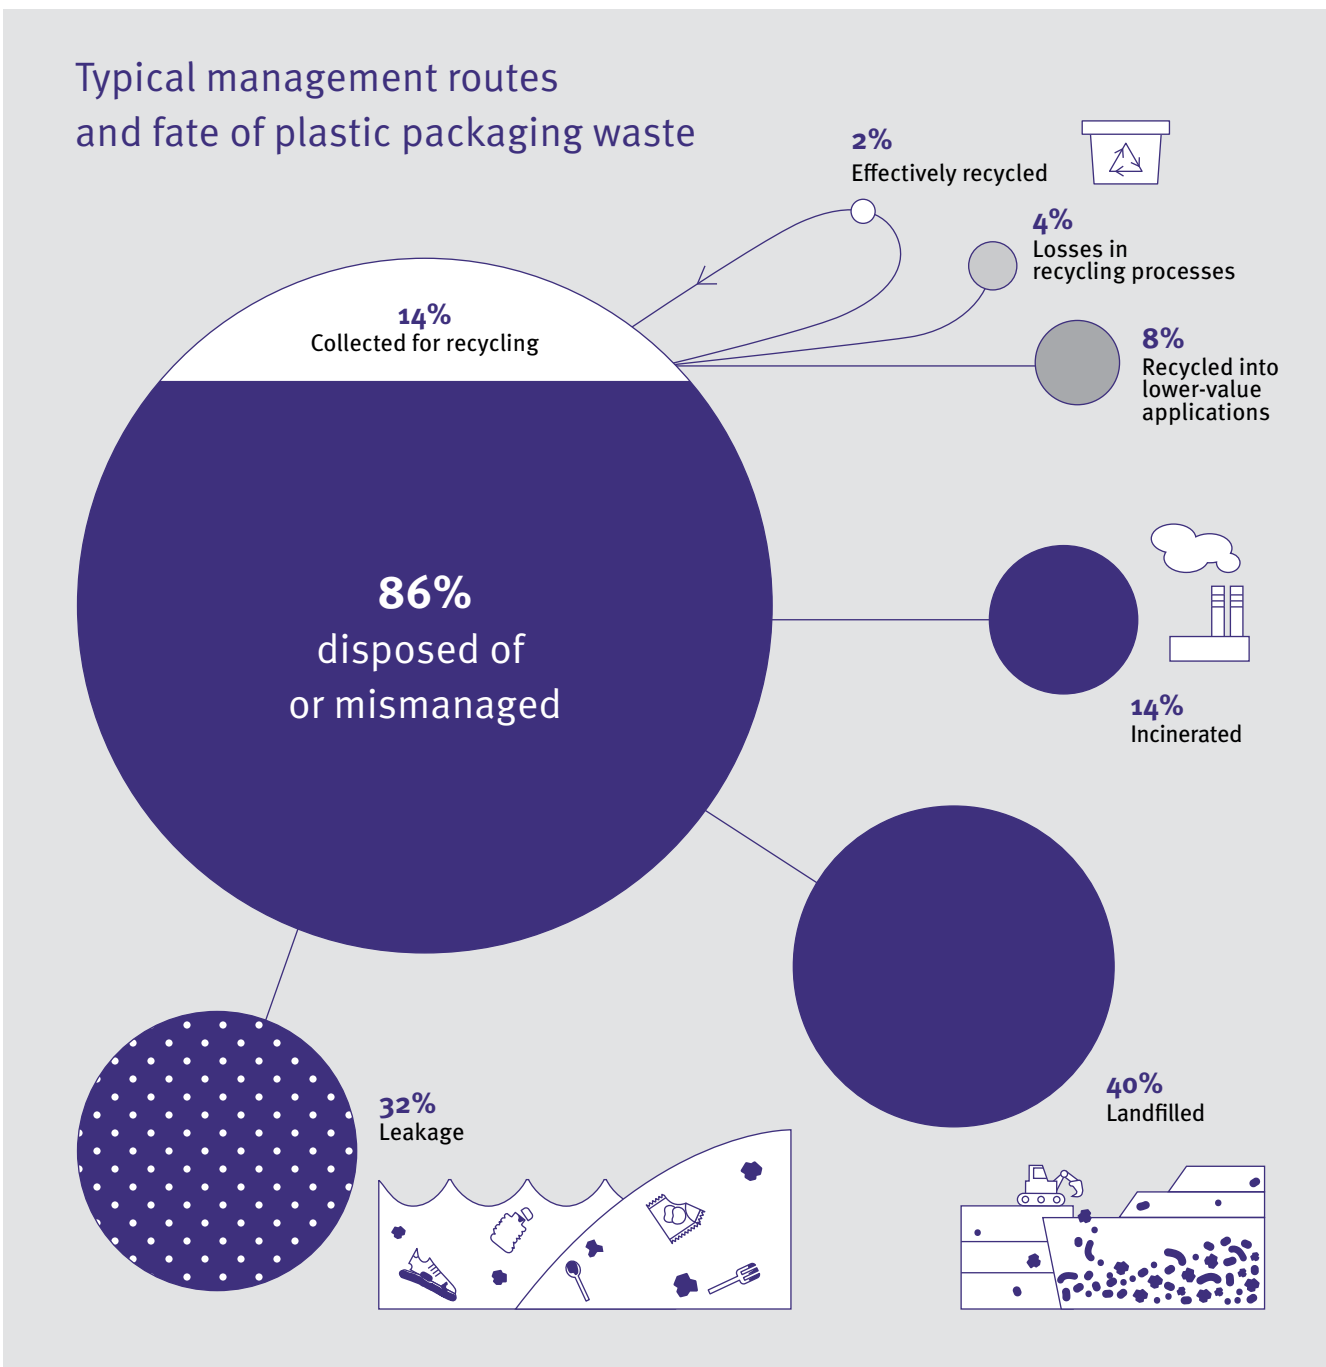 Typical management routes
and fate of plastic packaging waste
2%
Effectively recycled
4%
Losses in
recycling processes
14%
Collected for recycling
8%
Recycled into
lower-value
applications
86%
disposed of
or mismanaged
14%
Incinerated
32%
Leakage
40%
Landfilled